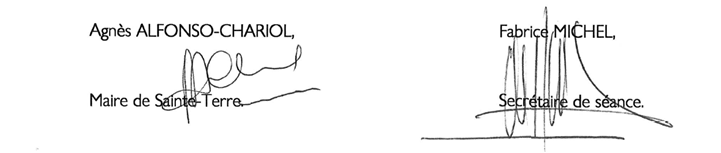 Agnès ALFONSO-CHARIOL,
Maire de Sainte-Terre.
Fabrice MICHEL,
Secrétaire de séance.